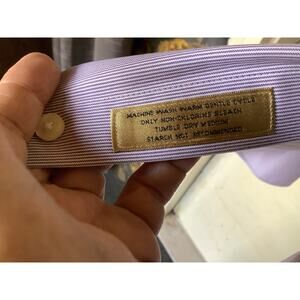 MACHINE WASH WARM GENTLE CYCLE
ONLY NON-CHLORINE BLEACH
TUMBLE DRY MEDIUM
STARCH NOT RECOMMENDED